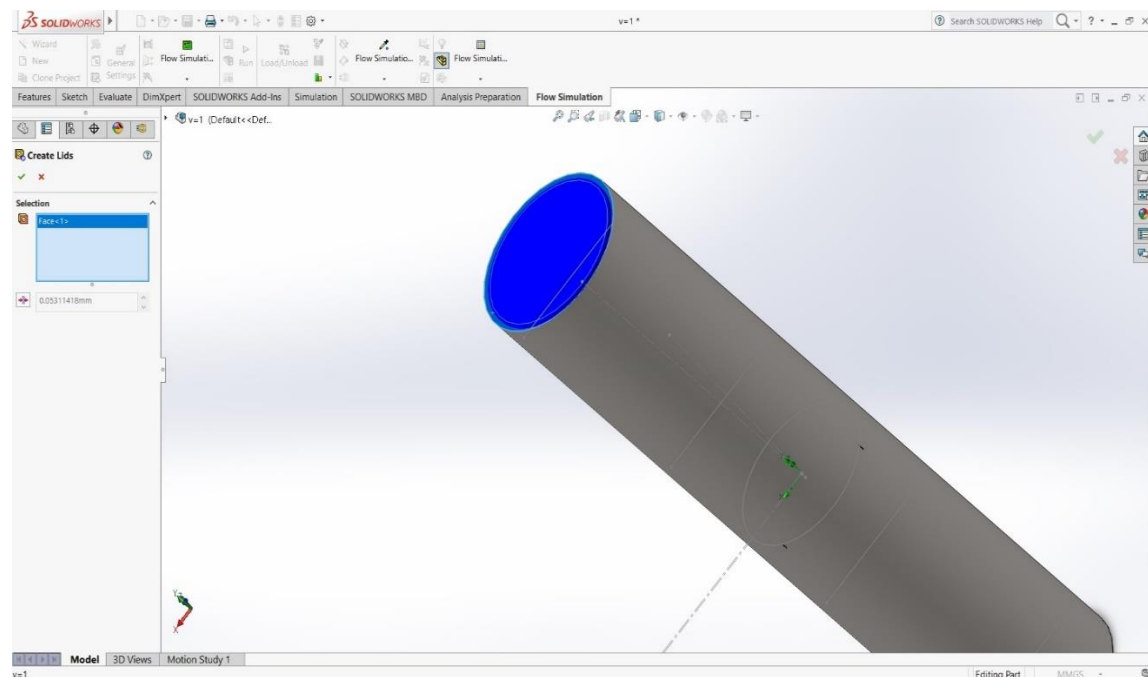 SOLIDWORKS
v=1 *
Search SOLIDWORKS Help
?
Wizard
New
Clone Project
General Settings
Flow Simulati...
Run
Load/Unload
Flow Simulatio...
Flow Simulati...
Features
Sketch
Evaluate
DimXpert
SOLIDWORKS Add-Ins
Simulation
SOLIDWORKS MBD
Analysis Preparation
Flow Simulation
v=1 (Default<<Def...
Create Lids
Selection
Face<1>
0.05311418mm
Y
X
Model
3D Views
Motion Study 1
v=1
Editing Part
MMGS